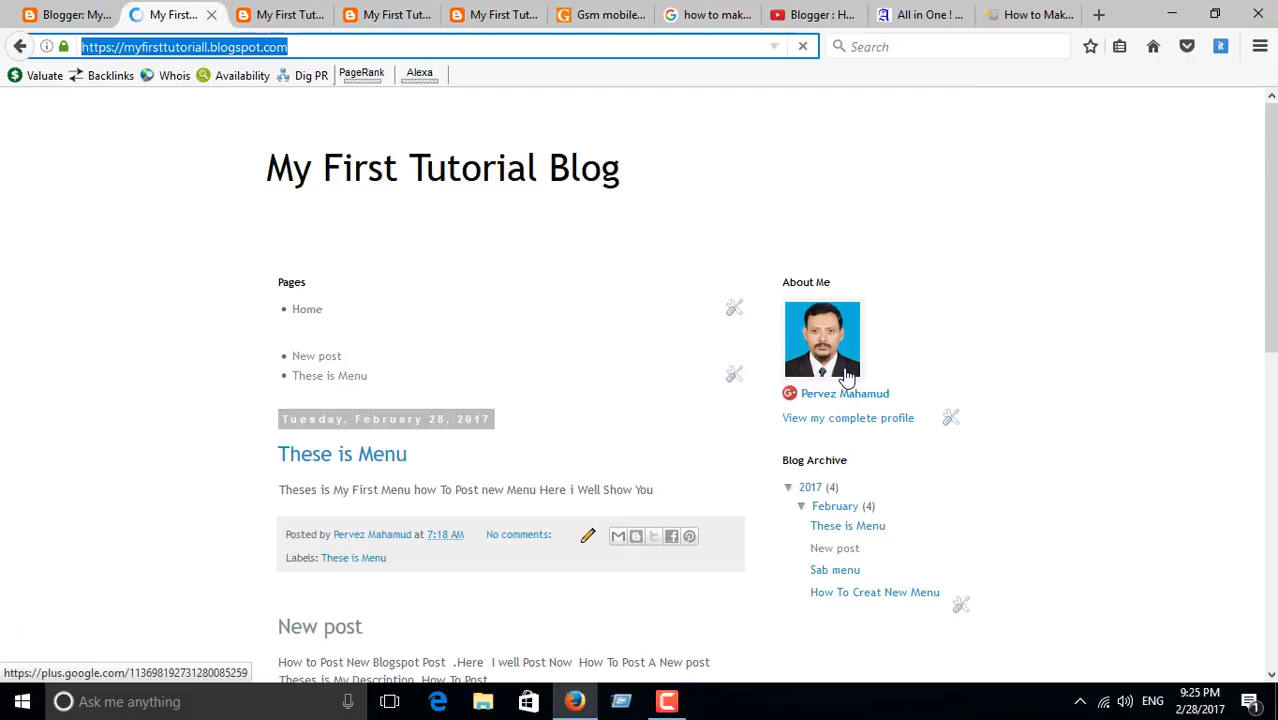 Blogger: My...
My First...
My First Tut...
My First Tut...
My First Tut...
Gsm mobile...
how to mak...
Blogger : H...
All in One ! ...
How to Mak...
https://myfirsttutoriall.blogspot.com
Search
Valuate
Backlinks
Whois
Availability
Dig PR
PageRank
Alexa
My First Tutorial Blog
Pages
Home
New post
These is Menu
Tuesday, February 28, 2017
These is Menu
Theses is My First Menu how To Post new Menu Here i Well Show You
Posted by Pervez Mahamud at 7:18 AM No comments:
Labels: These is Menu
New post
How to Post New Blogspot Post .Here I well Post Now How To Post A New post
Theses is My Description How To Post
About Me
Pervez Mahamud
View my complete profile
Blog Archive
▼ 2017 (4)
▼ February (4)
These is Menu
New post
Sab menu
How To Creat New Menu
https://plus.google.com/113698192731280085259
Ask me anything
ENG
9:25 PM
2/28/2017